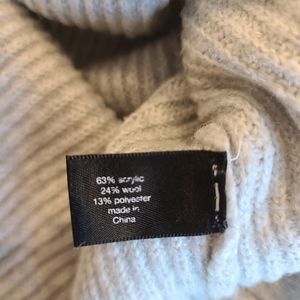 63% acrylic
24% wool
13% polyester
made in
China